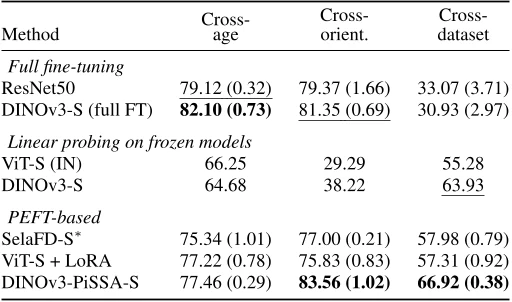 Method Cross-age Cross-orient. Cross-dataset
Full fine-tuning
ResNet50 79.12 (0.32) 79.37 (1.66) 33.07 (3.71)
DINOv3-S (full FT) 82.10 (0.73) 81.35 (0.69) 30.93 (2.97)
Linear probing on frozen models
ViT-S (IN) 66.25 29.29 55.28
DINOv3-S 64.68 38.22 63.93
PEFT-based
SelaFD-S* 75.34 (1.01) 77.00 (0.21) 57.98 (0.79)
ViT-S + LoRA 77.22 (0.78) 75.83 (0.83) 57.31 (0.92)
DINOv3-PiSSA-S 77.46 (0.29) 83.56 (1.02) 66.92 (0.38)